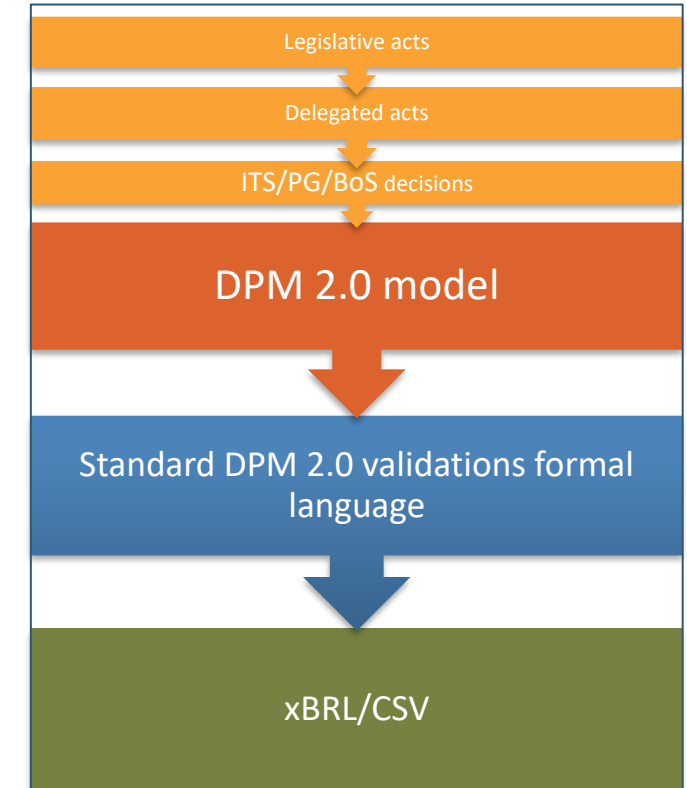 Legislative acts
Delegated acts
ITS/PG/BoS decisions
DPM 2.0 model
Standard DPM 2.0 validations formal
language
xBRL/CSV